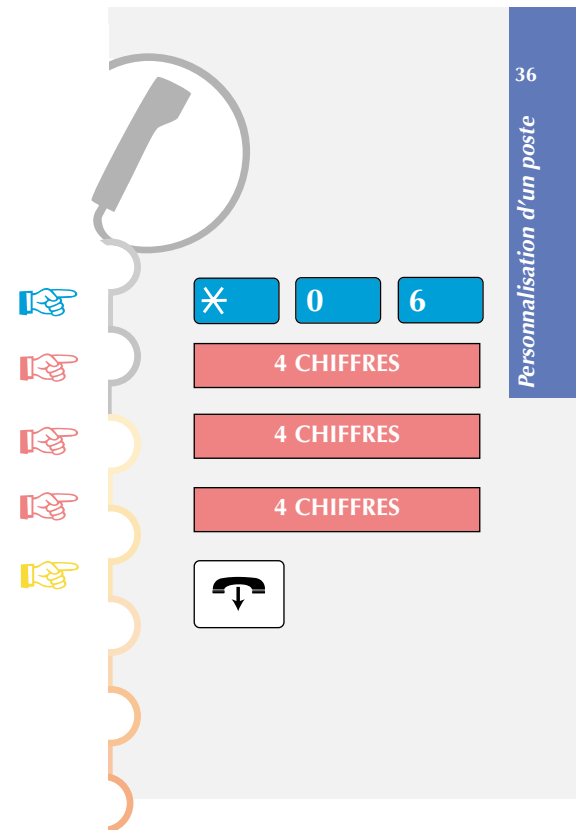 36
Personnalisation d'un poste
* 0 6
4 CHIFFRES
4 CHIFFRES
4 CHIFFRES